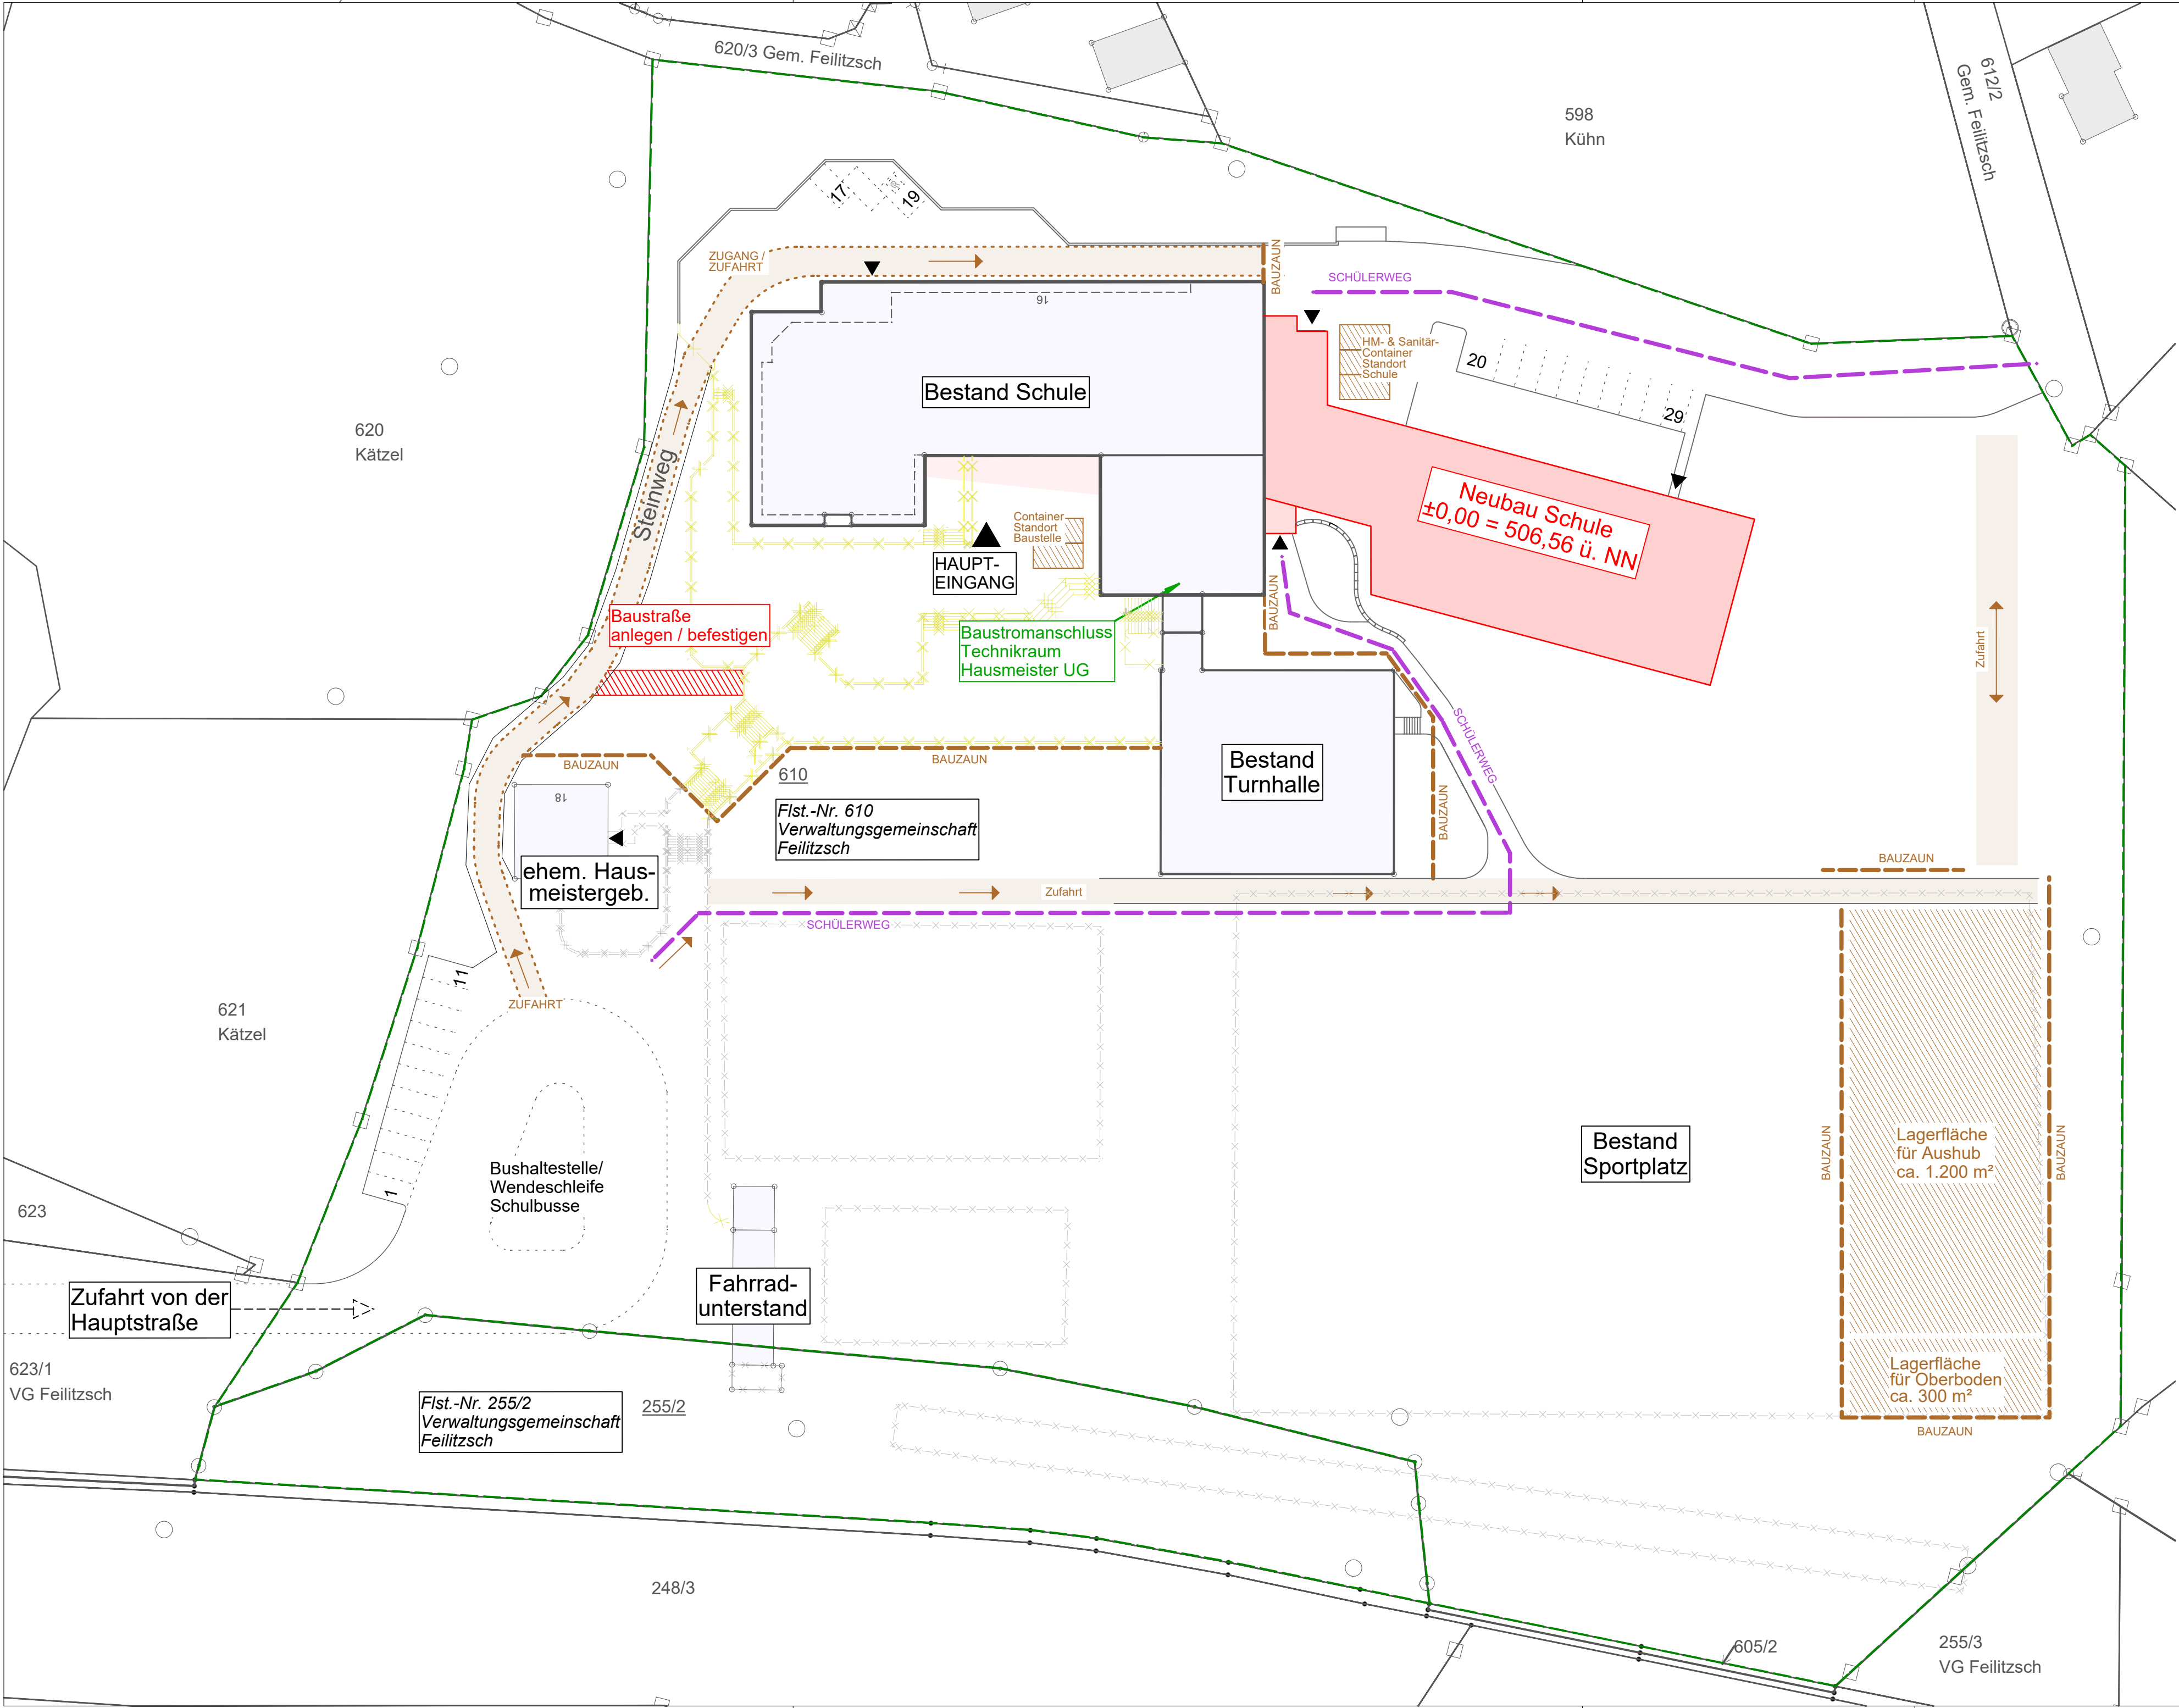 620/3 Gem. Feilitzsch
612/2
Gem. Feilitzsch
598
Kühn
17
19
ZUGANG /
ZUFAHRT
BAUZAUN
SCHÜLERWEG
16
HM- & Sanitär-
Container
Standort
Schule
20
29
Bestand Schule
620
Kätzel
Steinweg
Neubau Schule
±0,00 = 506,56 ü. NN
Container
Standort
Baustelle
HAUPT-
EINGANG
BAUZAUN
Baustraße
anlegen / befestigen
Baustromanschluss
Technikraum
Hausmeister UG
Zufahrt
SCHÜLERWEG
Bestand
Turnhalle
BAUZAUN
BAUZAUN
610
18
Flst.-Nr. 610
Verwaltungsgemeinschaft
Feilitzsch
BAUZAUN
ehem. Haus-
meistergeb.
BAUZAUN
Zufahrt
SCHÜLERWEG
11
ZUFAHRT
621
Kätzel
Bushaltestelle/
Wendeschleife
Schulbusse
1
Bestand
Sportplatz
BAUZAUN
Lagerfläche
für Aushub
ca. 1.200 m²
BAUZAUN
623
Zufahrt von der
Hauptstraße
Fahrrad-
unterstand
623/1
VG Feilitzsch
Lagerfläche
für Oberboden
ca. 300 m²
BAUZAUN
Flst.-Nr. 255/2
Verwaltungsgemeinschaft
Feilitzsch
255/2
248/3
605/2
255/3
VG Feilitzsch